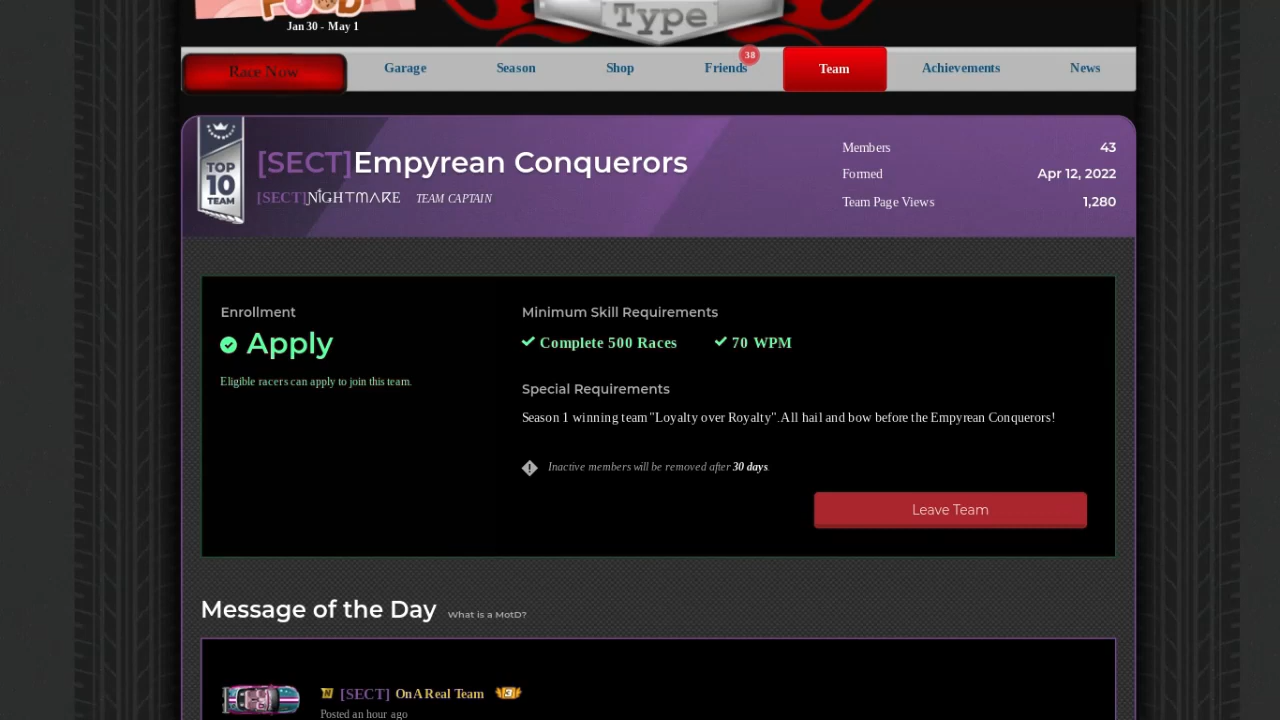 FOOD
Jan 30 - May 1
Type
Race Now
Garage
Season
Shop
Friends
38
Team
Achievements
News
TOP
10
TEAM
[SECT]Empyrean Conquerors
[SECT]NiGHTMARE TEAM CAPTAIN
Members 43
Formed Apr 12, 2022
Team Page Views 1,280
Enrollment
Apply
Eligible racers can apply to join this team.
Minimum Skill Requirements
Complete 500 Races 70 WPM
Special Requirements
Season 1 winning team "Loyalty over Royalty". All hail and bow before the Empyrean Conquerors!
Inactive members will be removed after 30 days.
Leave Team
Message of the Day What is a MotD?
N [SECT] On A Real Team 3
Posted an hour ago